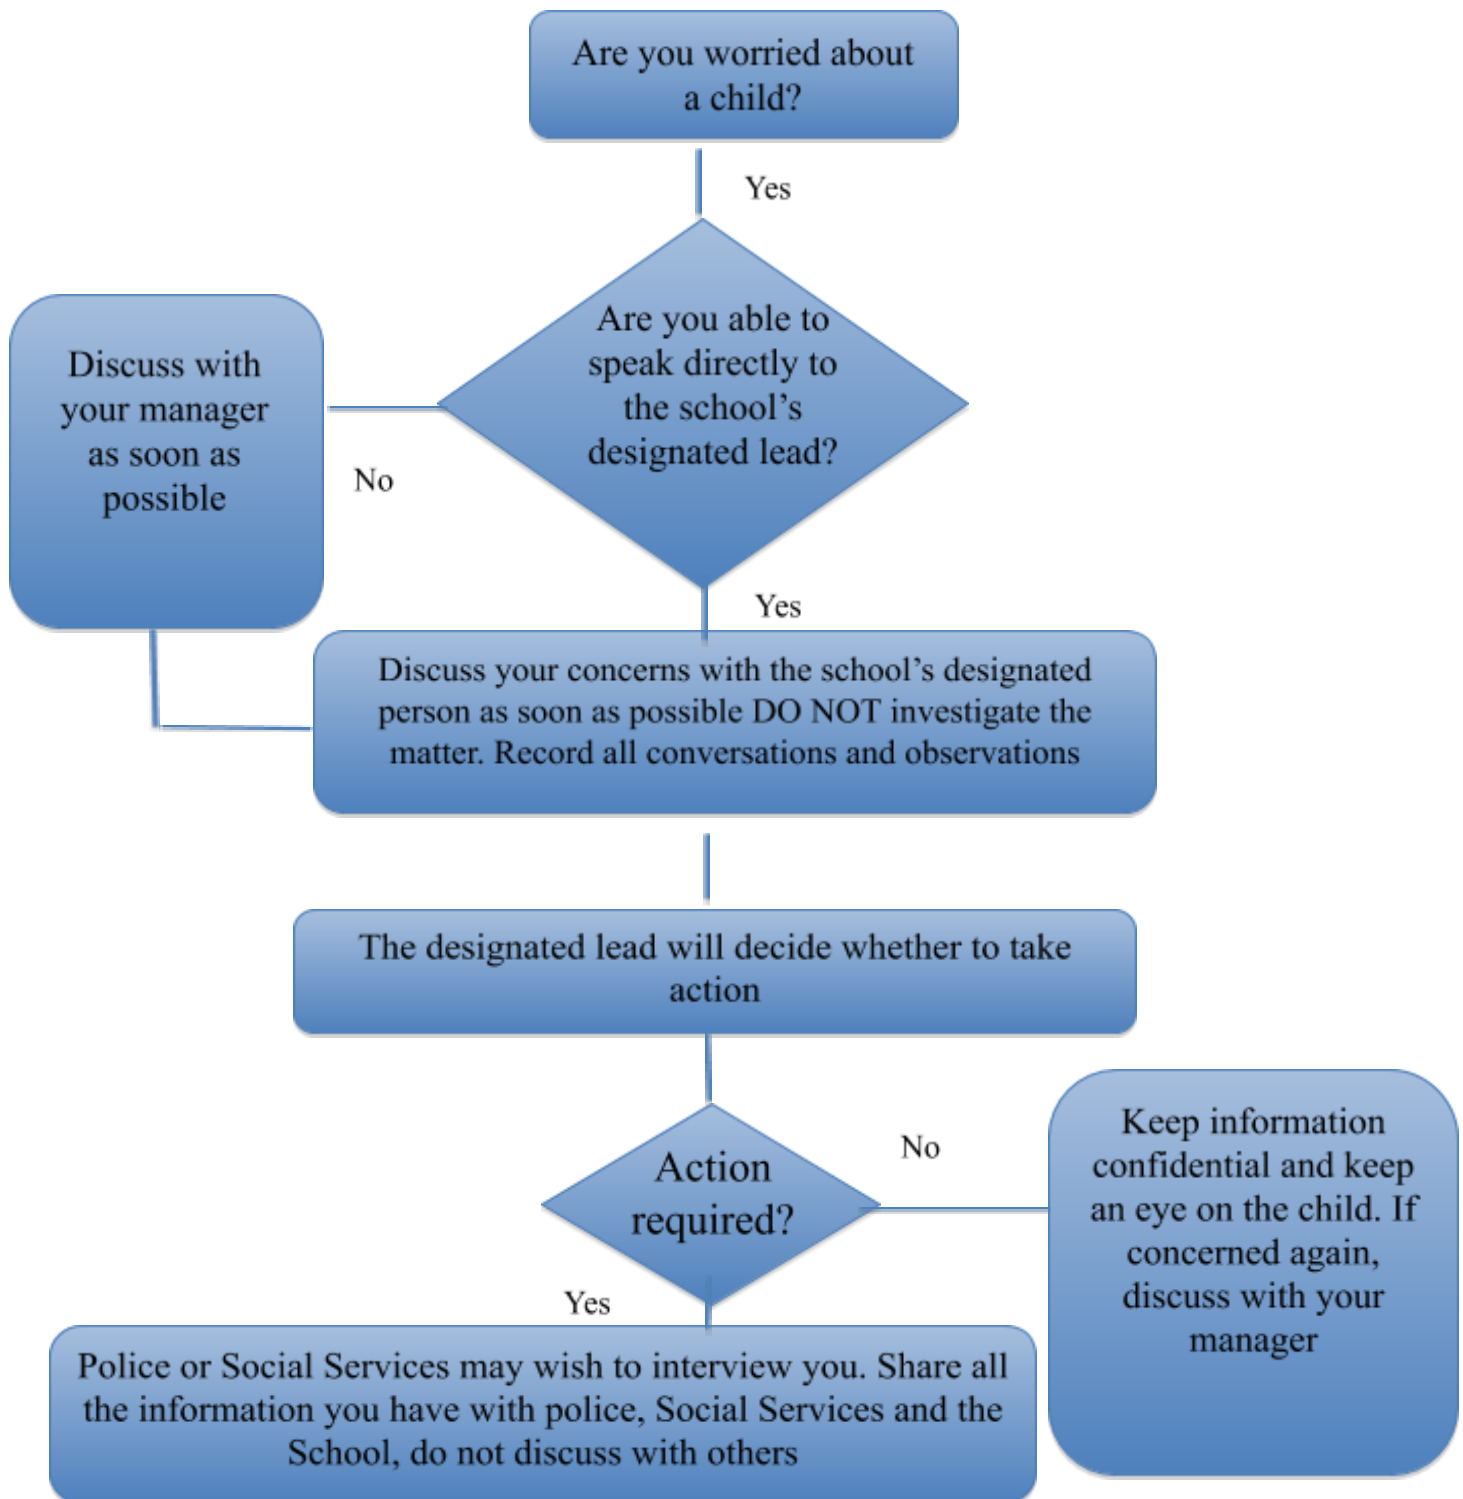 Are you worried about
a child?
Yes
Are you able to
speak directly to
the school’s
designated lead?
No
Discuss with
your manager
as soon as
possible
Yes
Discuss your concerns with the school’s designated
person as soon as possible DO NOT investigate the
matter. Record all conversations and observations
The designated lead will decide whether to take
action
Action
required?
No
Keep information
confidential and keep
an eye on the child. If
concerned again,
discuss with your
manager
Yes
Police or Social Services may wish to interview you. Share all
the information you have with police, Social Services and the
School, do not discuss with others